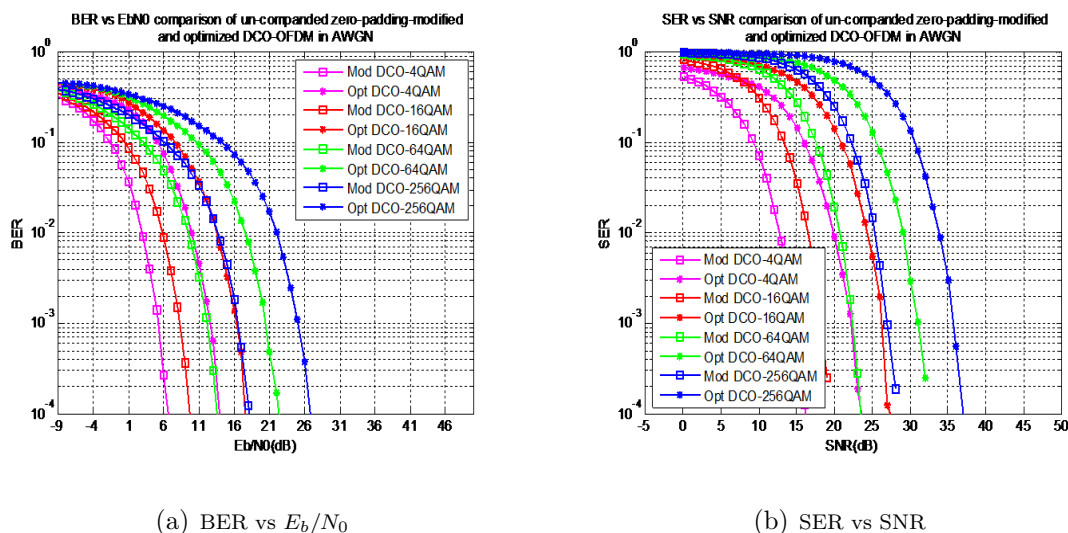 BER vs EbN0 comparison of un-companded zero-padding-modified
and optimized DCO-OFDM in AWGN
10^0
10^-1
10^-2
10^-3
10^-4
BER
Mod DCO-4QAM
Opt DCO-4QAM
Mod DCO-16QAM
Opt DCO-16QAM
Mod DCO-64QAM
Opt DCO-64QAM
Mod DCO-256QAM
Opt DCO-256QAM
-9 -4 1 6 11 16 21 26 31 36 41 46
Eb/N0(dB)
(a) BER vs E_b/N_0
SER vs SNR comparison of un-companded zero-padding-modified
and optimized DCO-OFDM in AWGN
10^0
10^-1
10^-2
10^-3
10^-4
SER
Mod DCO-4QAM
Opt DCO-4QAM
Mod DCO-16QAM
Opt DCO-16QAM
Mod DCO-64QAM
Opt DCO-64QAM
Mod DCO-256QAM
Opt DCO-256QAM
-5 0 5 10 15 20 25 30 35 40 45 50
SNR(dB)
(b) SER vs SNR